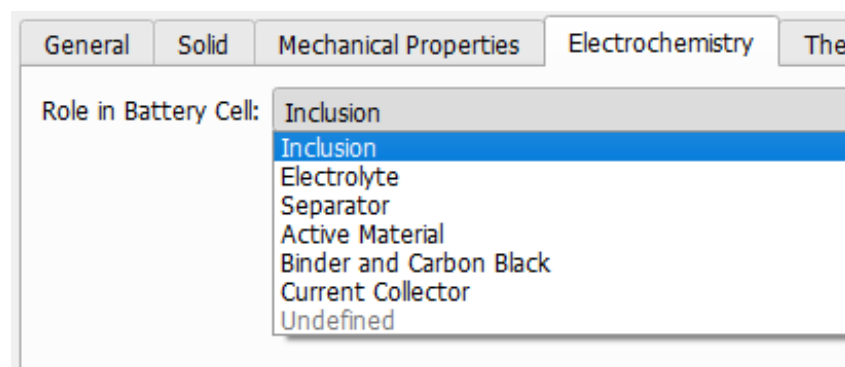 General Solid Mechanical Properties Electrochemistry The
Role in Battery Cell: Inclusion
Inclusion
Electrolyte
Separator
Active Material
Binder and Carbon Black
Current Collector
Undefined